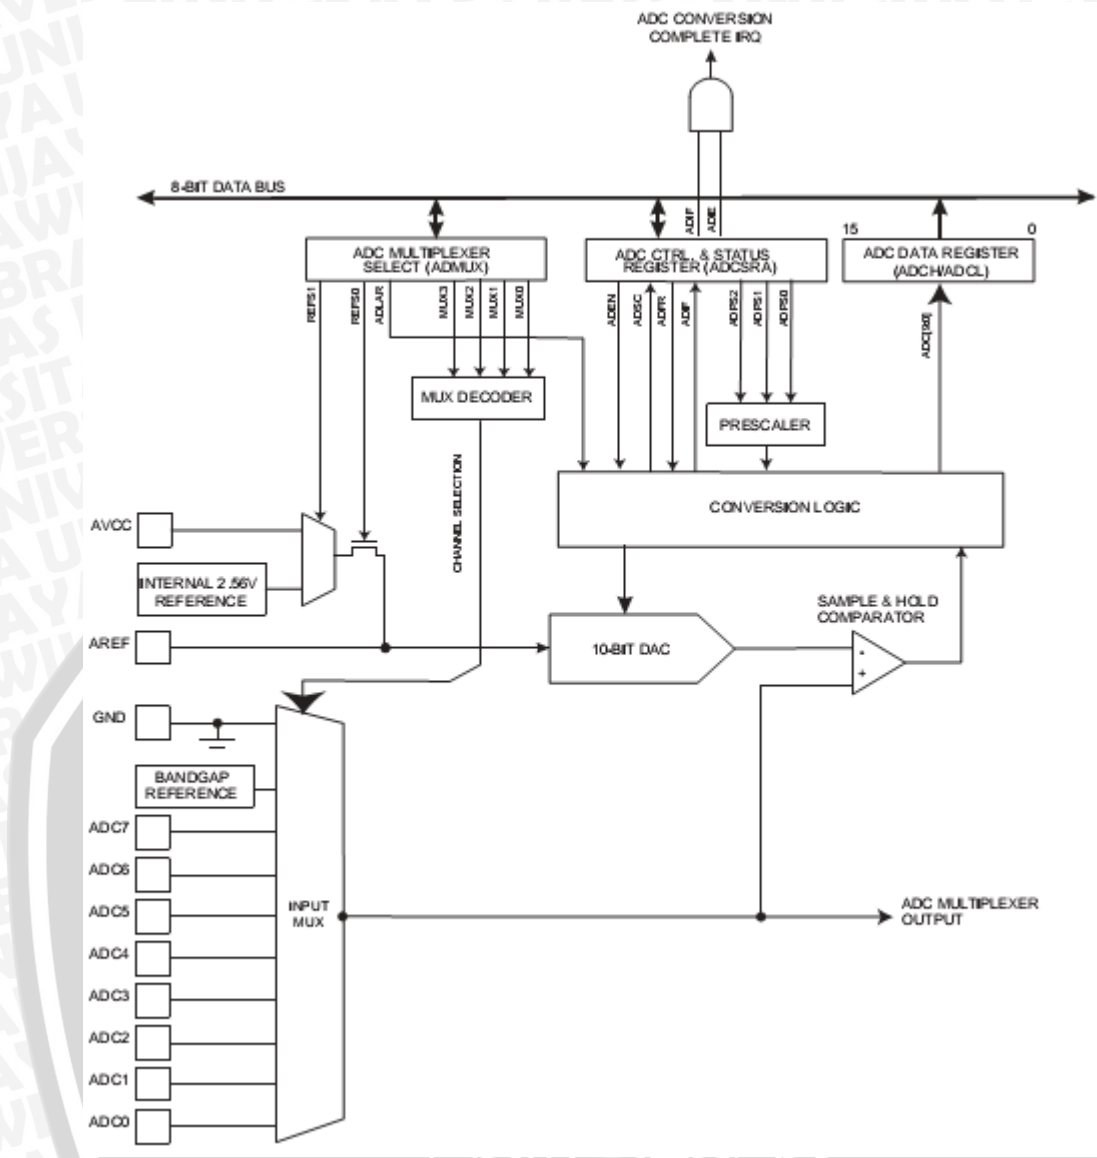 ADC CONVERSION
COMPLETE IRQ
8-BIT DATA BUS
ADIF
ADIE
15
0
ADC MULTIPLEXER
SELECT (ADMUX)
ADC CTRL. & STATUS
REGISTER (ADCSRA)
ADC DATA REGISTER
(ADCH/ADCL)
REFS1
REFS0
ADLAR
MUX3
MUX2
MUX1
MUX0
ADEN
ADSC
ADFR
ADIF
ADPS2
ADPS1
ADPS0
ADC[9:0]
MUX DECODER
PRESCALER
CHANNEL SELECTION
CONVERSION LOGIC
AVCC
INTERNAL 2.56V
REFERENCE
SAMPLE & HOLD
COMPARATOR
AREF
10-BIT DAC
-
+
GND
BANDGAP
REFERENCE
ADC7
ADC6
ADC5
INPUT
MUX
ADC MULTIPLEXER
OUTPUT
ADC4
ADC3
ADC2
ADC1
ADC0